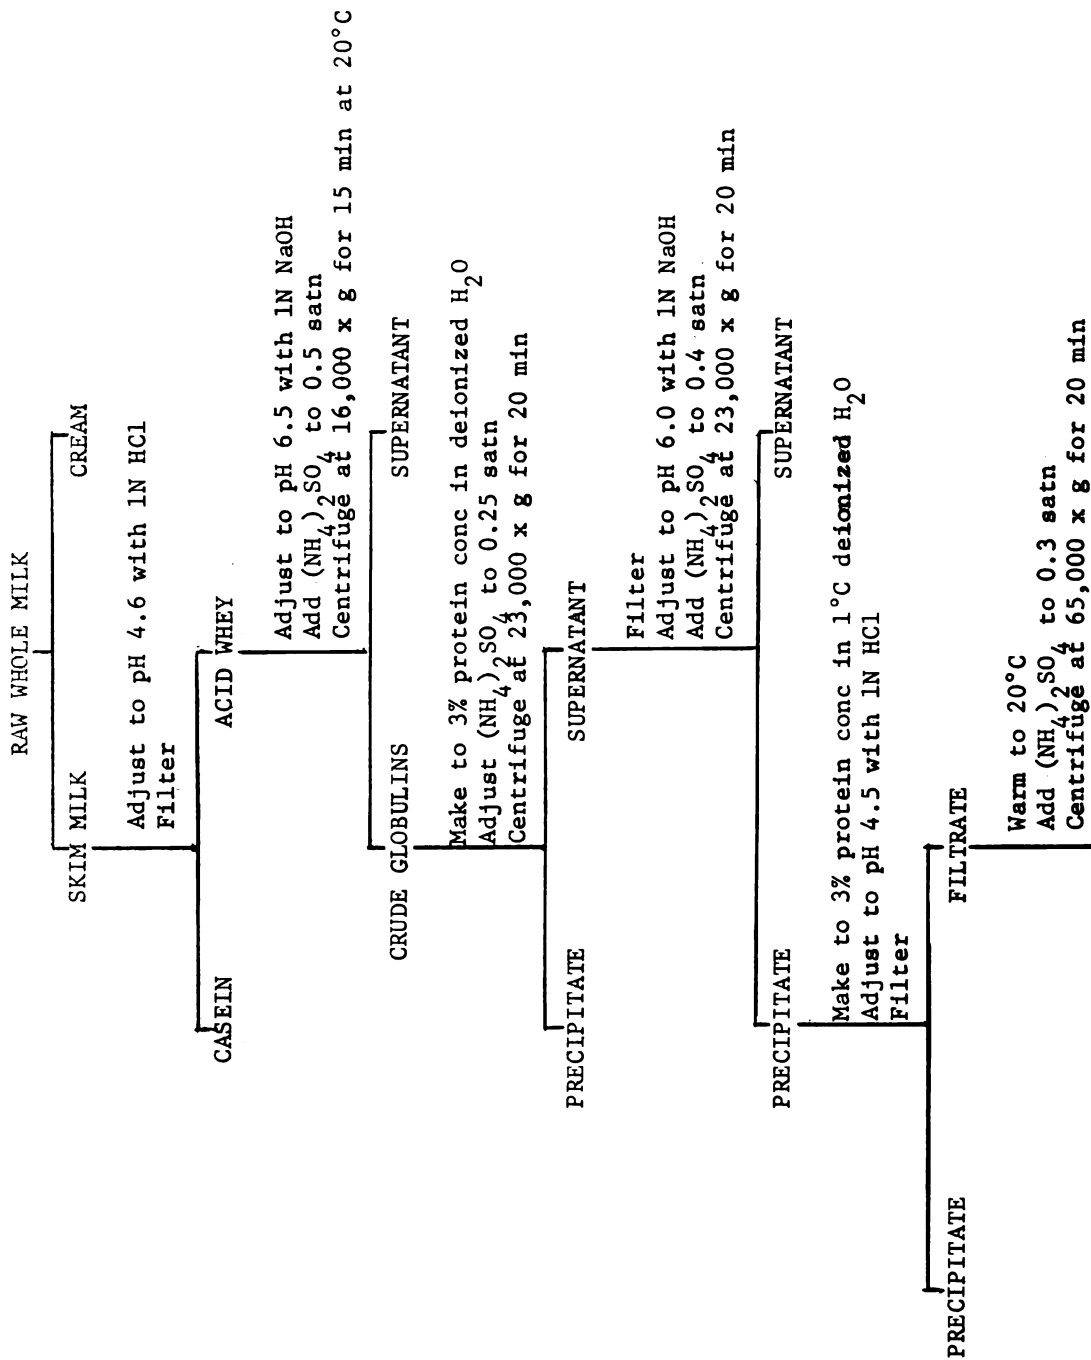 RAW WHOLE MILK
SKIM MILK
CREAM
Adjust to pH 4.6 with 1N HCl
Filter
CASEIN
ACID WHEY
Adjust to pH 6.5 with 1N NaOH
Add (NH4)2SO4 to 0.5 satn
Centrifuge at 16,000 x g for 15 min at 20°C
CRUDE GLOBULINS
SUPERNATANT
Make to 3% protein conc in deionized H2O
Adjust (NH4)2SO4 to 0.25 satn
Centrifuge at 23,000 x g for 20 min
PRECIPITATE
SUPERNATANT
Filter
Adjust to pH 6.0 with 1N NaOH
Add (NH4)2SO4 to 0.4 satn
Centrifuge at 23,000 x g for 20 min
PRECIPITATE
SUPERNATANT
Make to 3% protein conc in 1°C deionized H2O
Adjust to pH 4.5 with 1N HCl
Filter
PRECIPITATE
FILTRATE
Warm to 20°C
Add (NH4)2SO4 to 0.3 satn
Centrifuge at 65,000 x g for 20 min